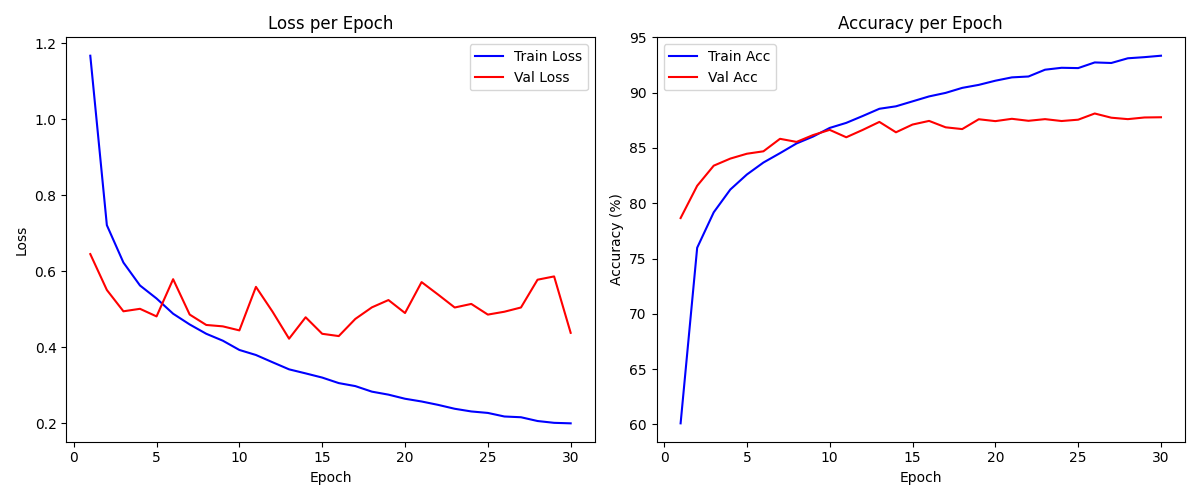 Loss per Epoch
Train Loss
Val Loss
1.2
1.0
0.8
0.6
0.4
0.2
Loss
0 5 10 15 20 25 30
Epoch
Accuracy per Epoch
Train Acc
Val Acc
95
90
85
80
75
70
65
60
Accuracy (%)
0 5 10 15 20 25 30
Epoch